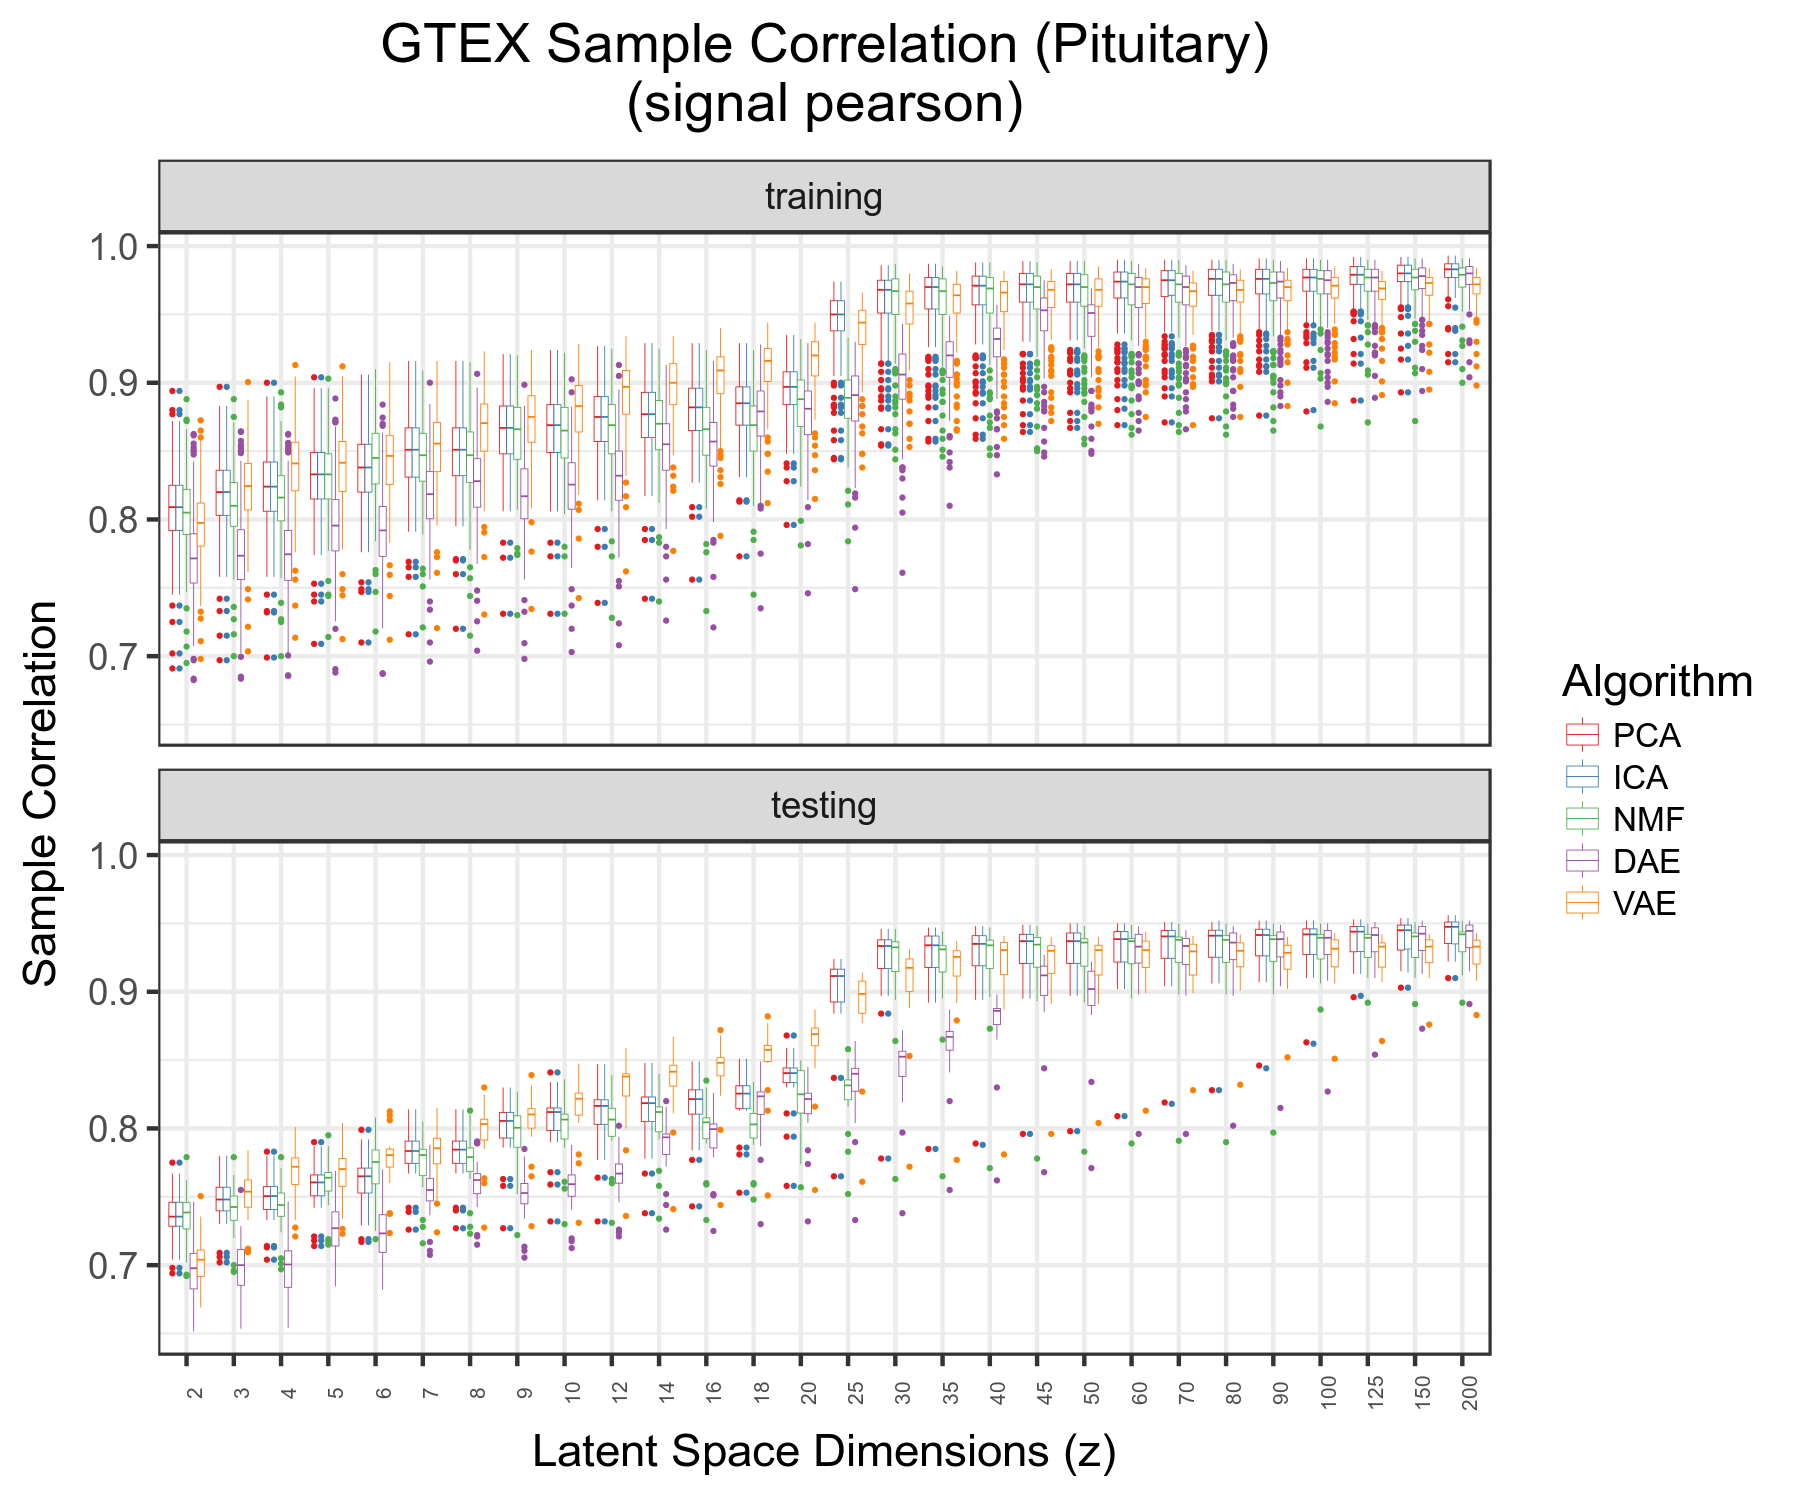 GTEX Sample Correlation (Pituitary)
(signal pearson)
training
1.0
0.9
0.8
0.7
testing
1.0
0.9
0.8
0.7
Sample Correlation
2 3 4 5 6 7 8 9 10 12 14 16 18 20 25 30 35 40 45 50 60 70 80 90 100 125 150 200
Latent Space Dimensions (z)
Algorithm
PCA
ICA
NMF
DAE
VAE